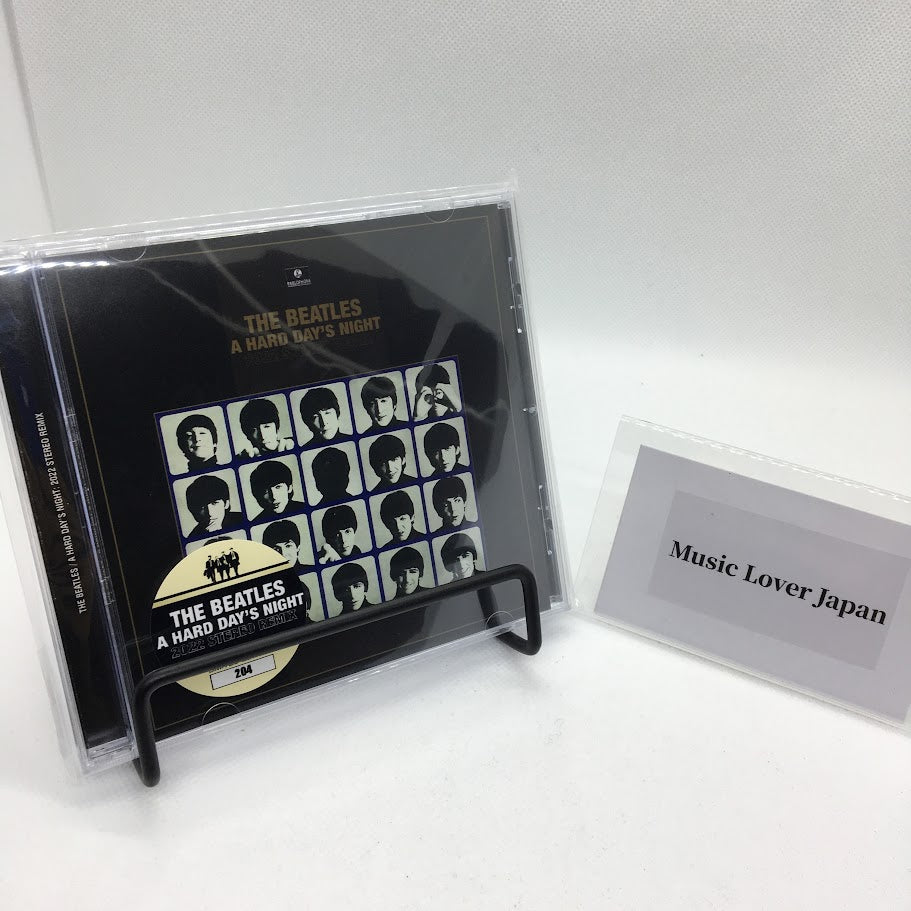 PARLOPHONE
THE BEATLES
A HARD DAY'S NIGHT
THE BEATLES / A HARD DAY'S NIGHT: 2022 STEREO REMIX
THE BEATLES
A HARD DAY'S NIGHT
2022 STEREO REMIX
204
Music Lover Japan